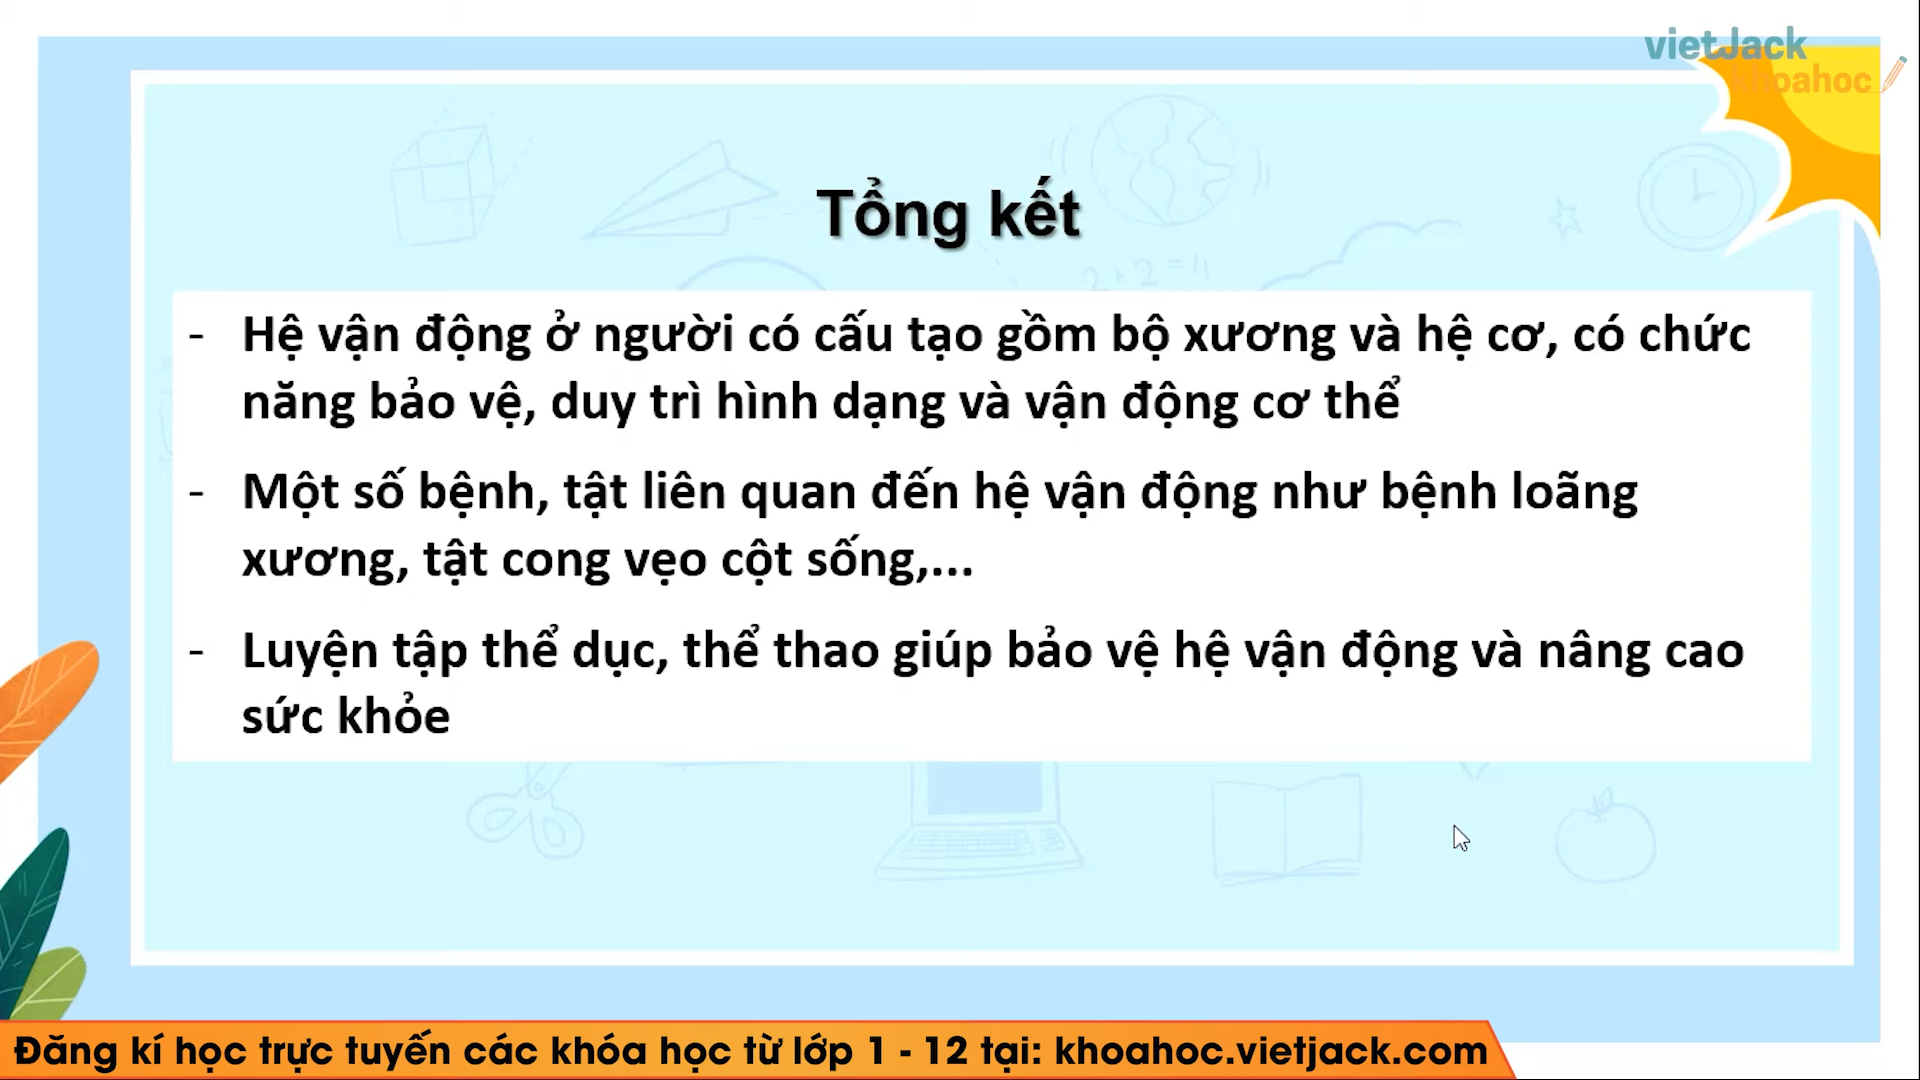 vietJack
khoahoc
2+2=4
Tổng kết
- Hệ vận động ở người có cấu tạo gồm bộ xương và hệ cơ, có chức
năng bảo vệ, duy trì hình dạng và vận động cơ thể
- Một số bệnh, tật liên quan đến hệ vận động như bệnh loãng
xương, tật cong vẹo cột sống,...
- Luyện tập thể dục, thể thao giúp bảo vệ hệ vận động và nâng cao
sức khỏe
Đăng kí học trực tuyến các khóa học từ lớp 1 - 12 tại: khoahoc.vietjack.com